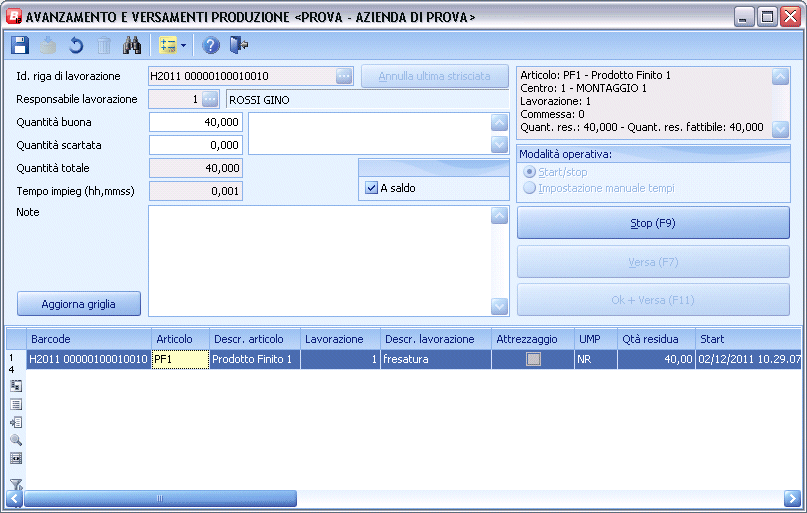 AVANZAMENTO E VERSAMENTI PRODUZIONE <PROVA - AZIENDA DI PROVA>
Id. riga di lavorazione H2011 00000100010010 ... Annulla ultima strisciata
Responsabile lavorazione 1 ... ROSSI GINO
Quantità buona 40,000
Quantità scartata 0,000
Quantità totale 40,000
Tempo impieg (hh,mmss) 0,001
A saldo
Note
Articolo: PF1 - Prodotto Finito 1
Centro: 1 - MONTAGGIO 1
Lavorazione: 1
Commessa: 0
Quant. res.: 40,000 - Quant. res. fattibile: 40,000
Modalità operativa:
Start/stop
Impostazione manuale tempi
Stop (F9)
Versa (F7)
Ok + Versa (F11)
Aggiorna griglia
Barcode Articolo Descr. articolo Lavorazione Descr. lavorazione Attrezzaggio UMP Qtà residua Start
1 H2011 00000100010010 PF1 Prodotto Finito 1 1 fresatura NR 40,00 02/12/2011 10.29.07
4